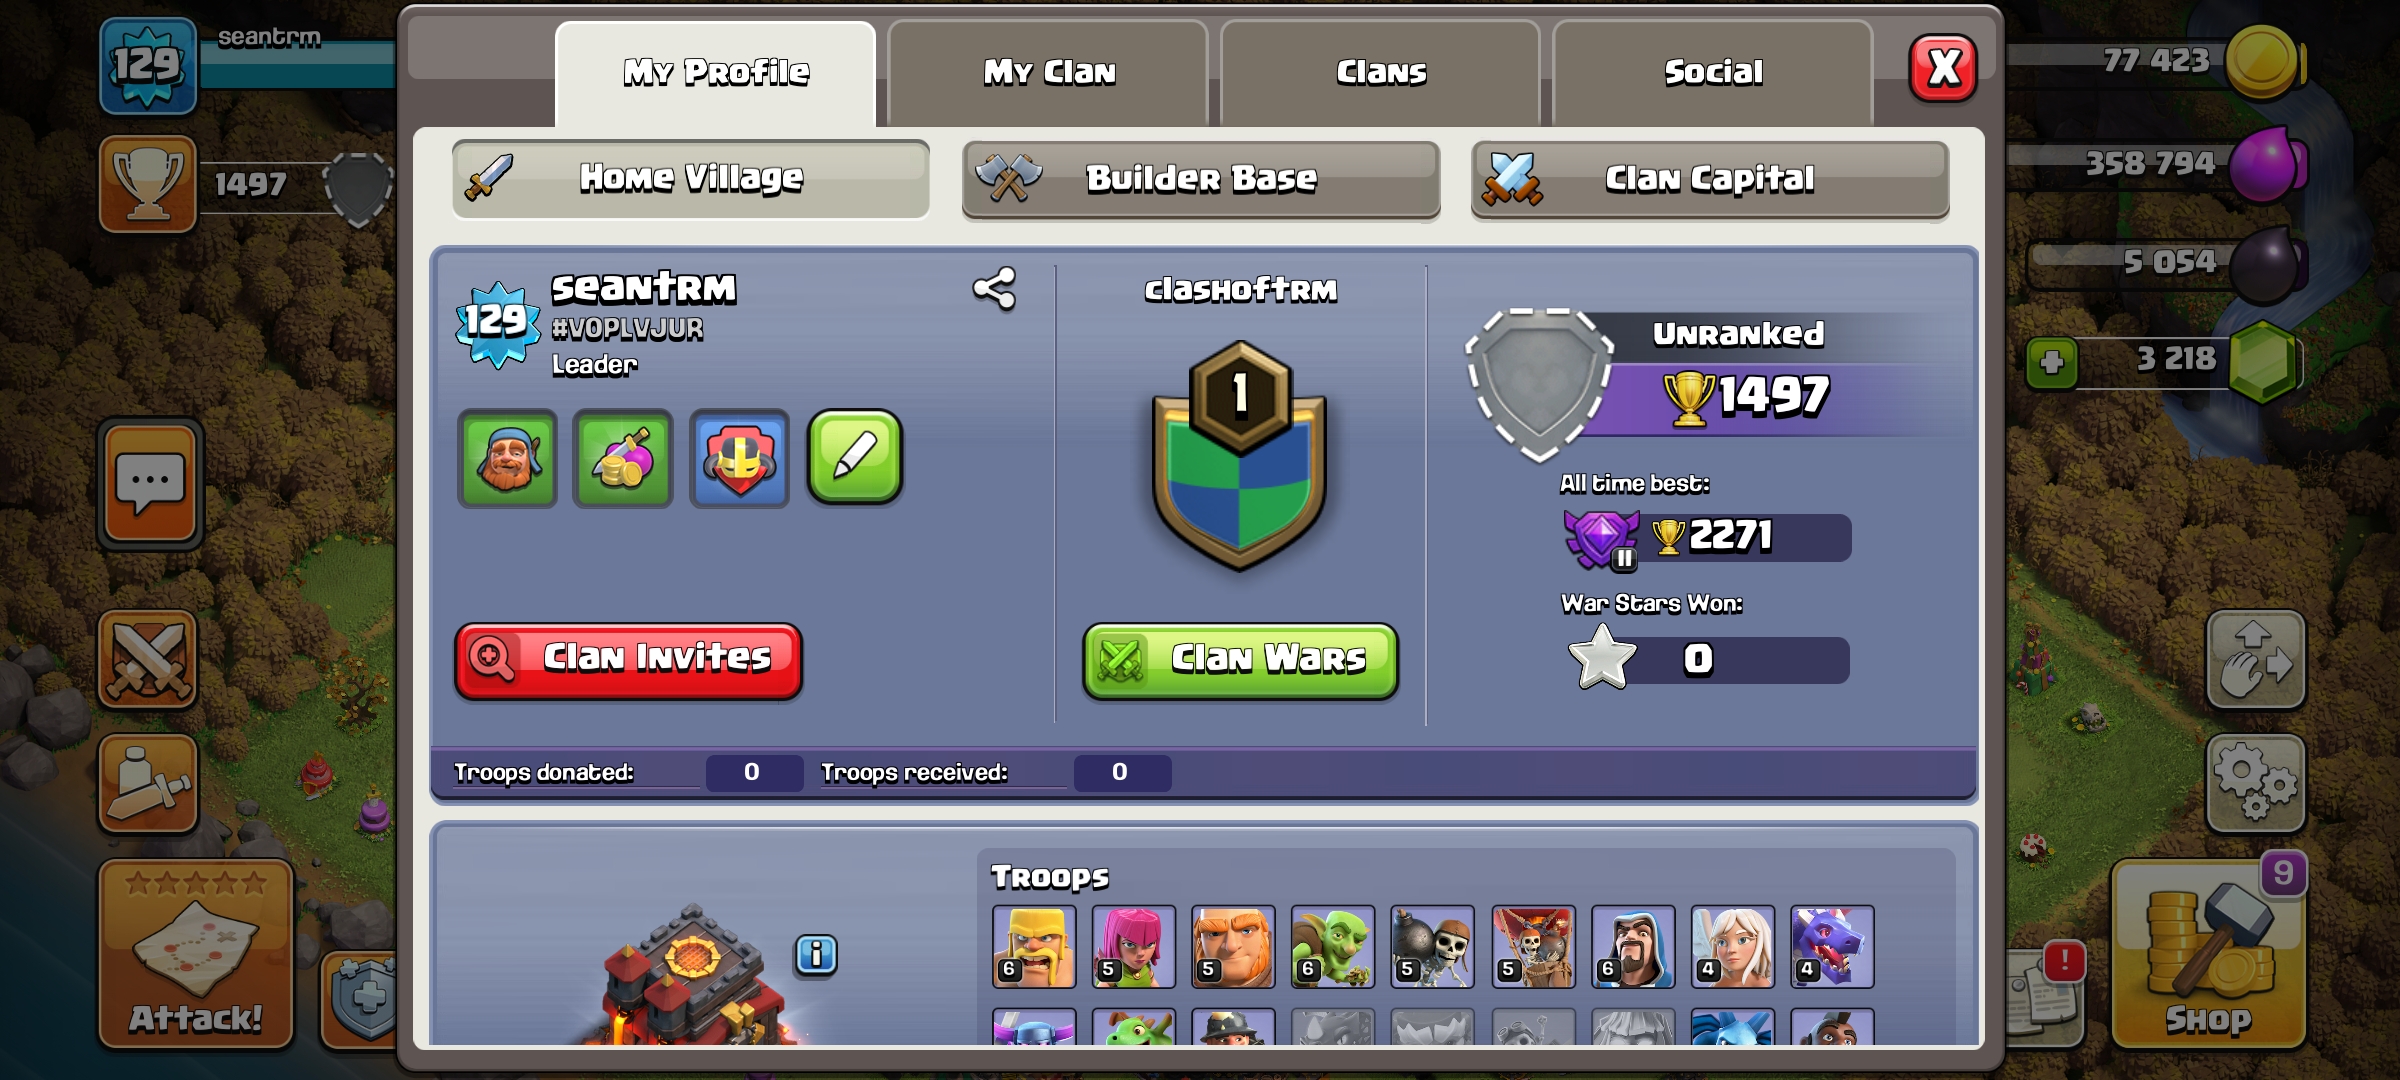 129
seantrm
1497
My Profile
My Clan
Clans
Social
X
77 423
358 794
5 054
3 218
Home Village
Builder Base
Clan Capital
129
seantrm
#V0PLVJUR
Leader
clashoftrm
1
Unranked
1497
All time best:
2271
War Stars Won:
0
Clan Invites
Clan Wars
Troops donated: 0
Troops received: 0
Troops
6
5
5
6
5
5
6
4
4
i
Attack!
!
9
Shop